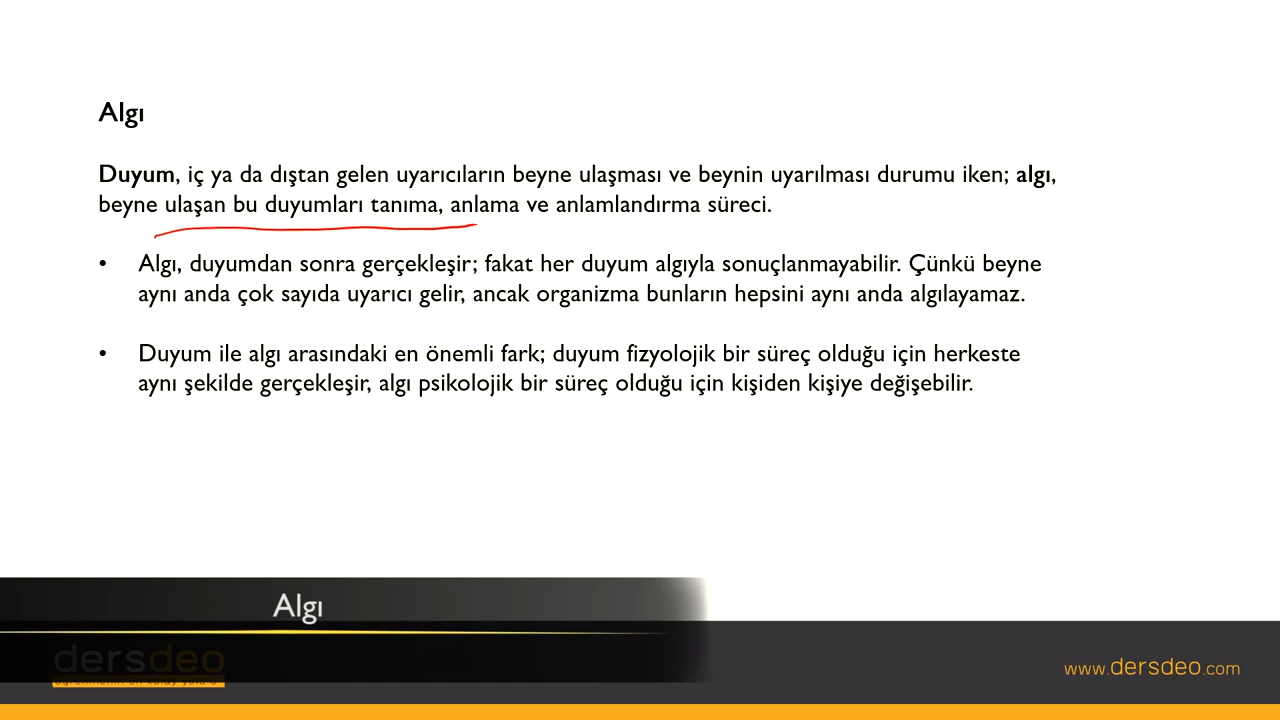 Algı
Duyum, iç ya da dıştan gelen uyarıcıların beyne ulaşması ve beynin uyarılması durumu iken; algı,
beyne ulaşan bu duyumları tanıma, anlama ve anlamlandırma süreci.
• Algı, duyumdan sonra gerçekleşir; fakat her duyum algıyla sonuçlanmayabilir. Çünkü beyne
aynı anda çok sayıda uyarıcı gelir, ancak organizma bunların hepsini aynı anda algılayamaz.
• Duyum ile algı arasındaki en önemli fark; duyum fizyolojik bir süreç olduğu için herkeste
aynı şekilde gerçekleşir, algı psikolojik bir süreç olduğu için kişiden kişiye değişebilir.
Algı
dersdeo
www.dersdeo.com